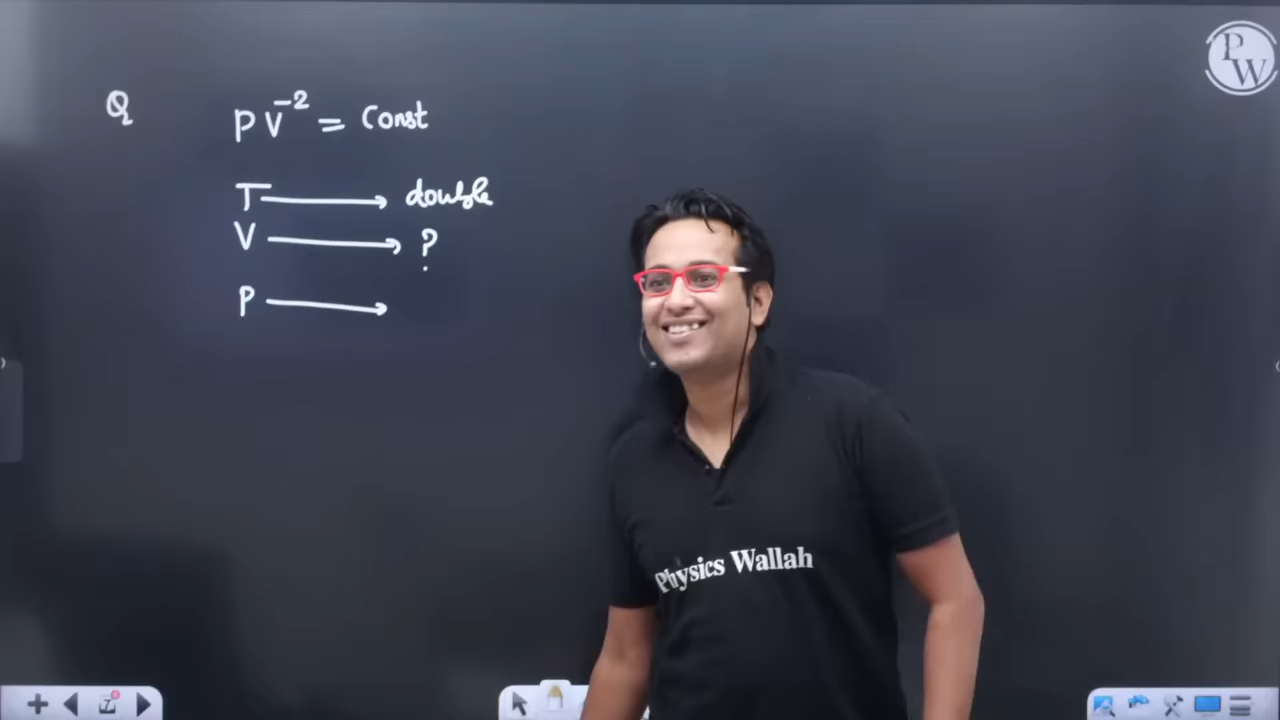 PW
Q PV⁻² = Const
T → double
V → ?
P →
Physics Wallah